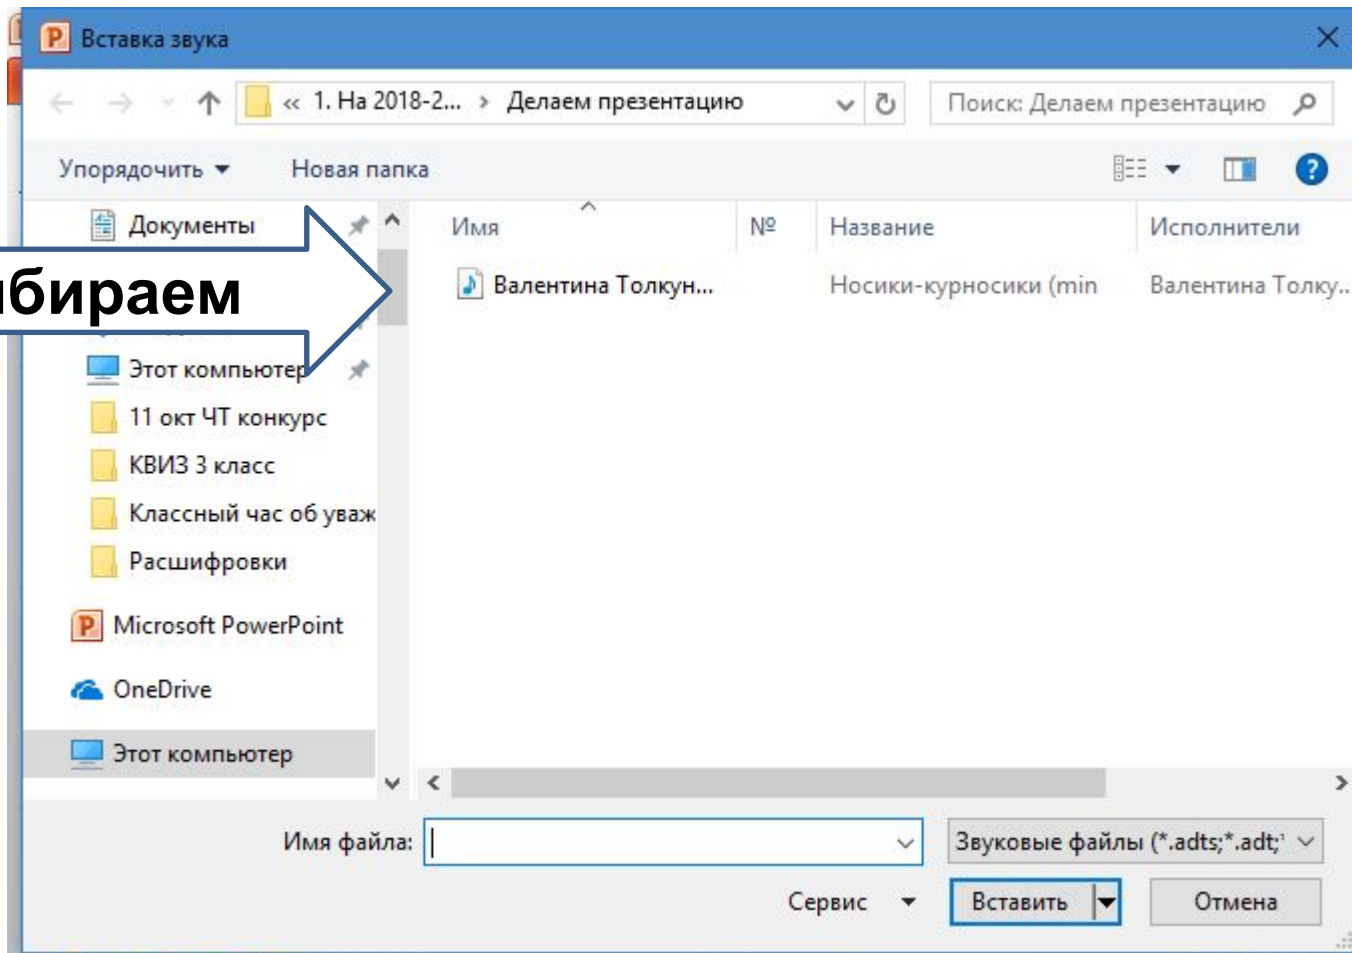 Вставка звука
« 1. На 2018-2... › Делаем презентацию
Поиск: Делаем презентацию
Упорядочить
Новая папка
Имя
№
Название
Исполнители
Валентина Толкун...
Носики-курносики (min
Валентина Толку...
Документы
ыбираем
Этот компьютер
11 окт ЧТ конкурс
КВИЗ 3 класс
Классный час об уваж
Расшифровки
Microsoft PowerPoint
OneDrive
Этот компьютер
Имя файла:
Звуковые файлы (*.adts;*.adt;*
Сервис
Вставить
Отмена